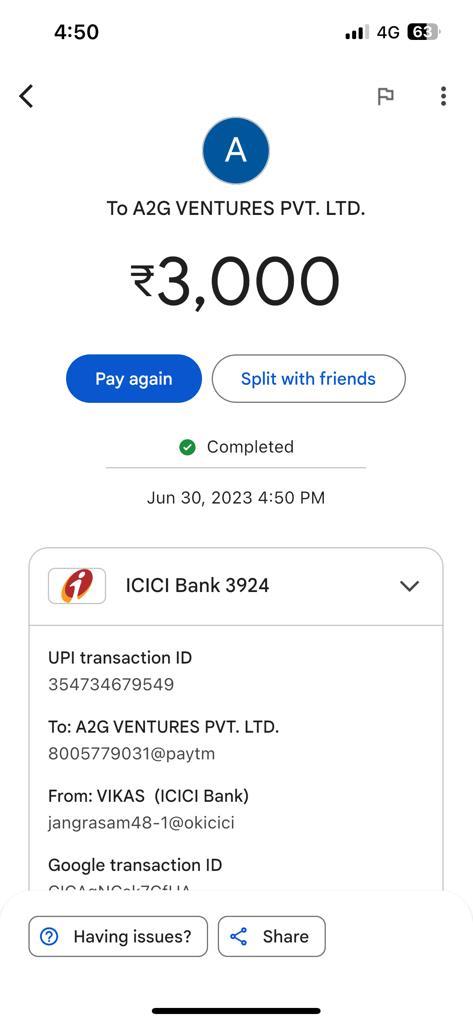 4:50
4G 63
A
To A2G VENTURES PVT. LTD.
₹3,000
Pay again
Split with friends
Completed
Jun 30, 2023 4:50 PM
ICICI Bank 3924
UPI transaction ID
354734679549
To: A2G VENTURES PVT. LTD.
8005779031@paytm
From: VIKAS (ICICI Bank)
jangrasam48-1@okicici
Google transaction ID
Having issues?
Share